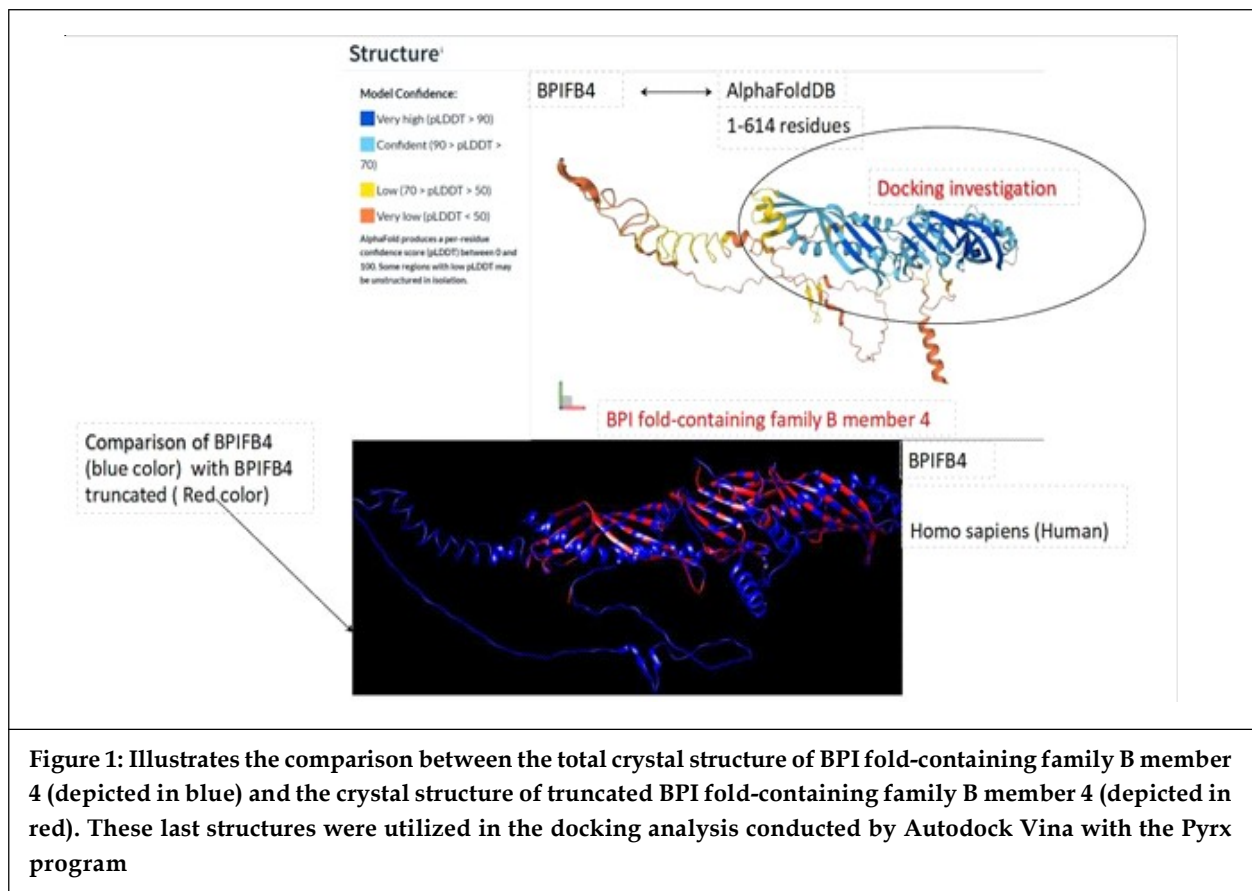 Structure
BPIFB4
AlphaFoldDB
1-614 residues
Model Confidence:
Very high (pLDDT > 90)
Confident (90 > pLDDT >
70)
Low (70 > pLDDT > 50)
Very low (pLDDT < 50)
AlphaFold produces a per-residue
confidence score (pLDDT) between 0 and
100. Some regions with low pLDDT may
be unstructured in isolation.
Docking investigation
BPI fold-containing family B member 4
Comparison of BPIFB4
(blue color) with BPIFB4
truncated ( Red color)
BPIFB4
Homo sapiens (Human)
Figure 1: Illustrates the comparison between the total crystal structure of BPI fold-containing family B member
4 (depicted in blue) and the crystal structure of truncated BPI fold-containing family B member 4 (depicted in
red). These last structures were utilized in the docking analysis conducted by Autodock Vina with the Pyrx
program